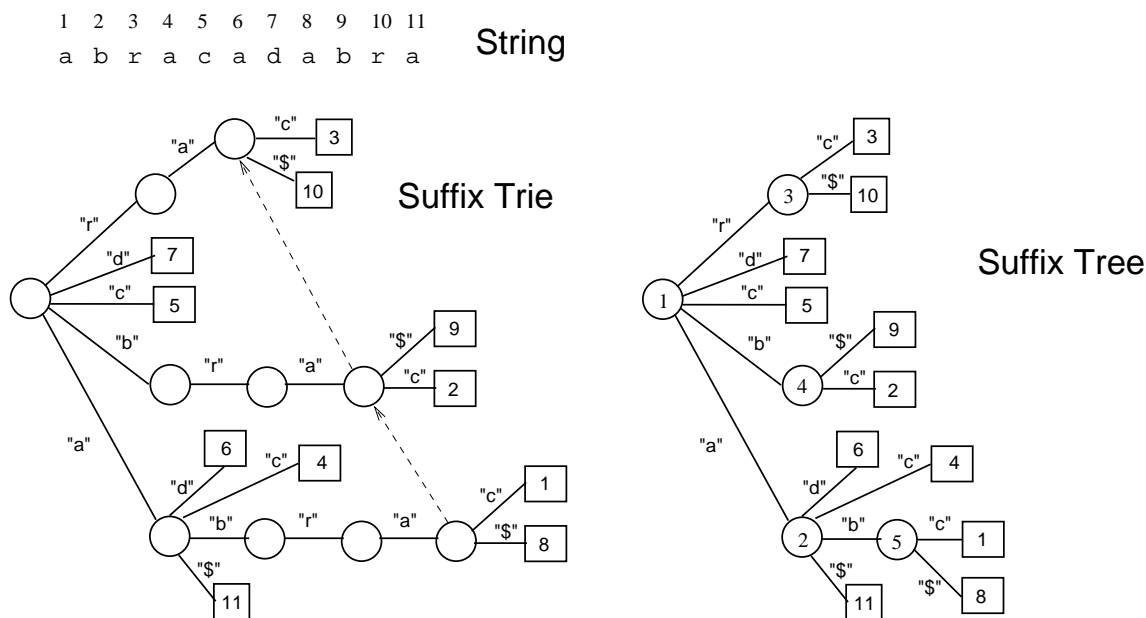 1 2 3 4 5 6 7 8 9 10 11
a b r a c a d a b r a
String
"a" "c" 3
"$" 10
Suffix Trie
"r"
"d" 7
"c" 5
"b" "r" "a" "$" 9
"c" 2
"a"
"d" 6
"c" 4
"b" "r" "a" "c" 1
"$" 8
"$" 11
"c" 3
"r" 3 "$" 10
Suffix Tree
1 "d" 7
"c" 5
"b" 4 "$" 9
"c" 2
"a"
"d" 6
"c" 4
2 "b" 5 "c" 1
"$" 8
"$" 11